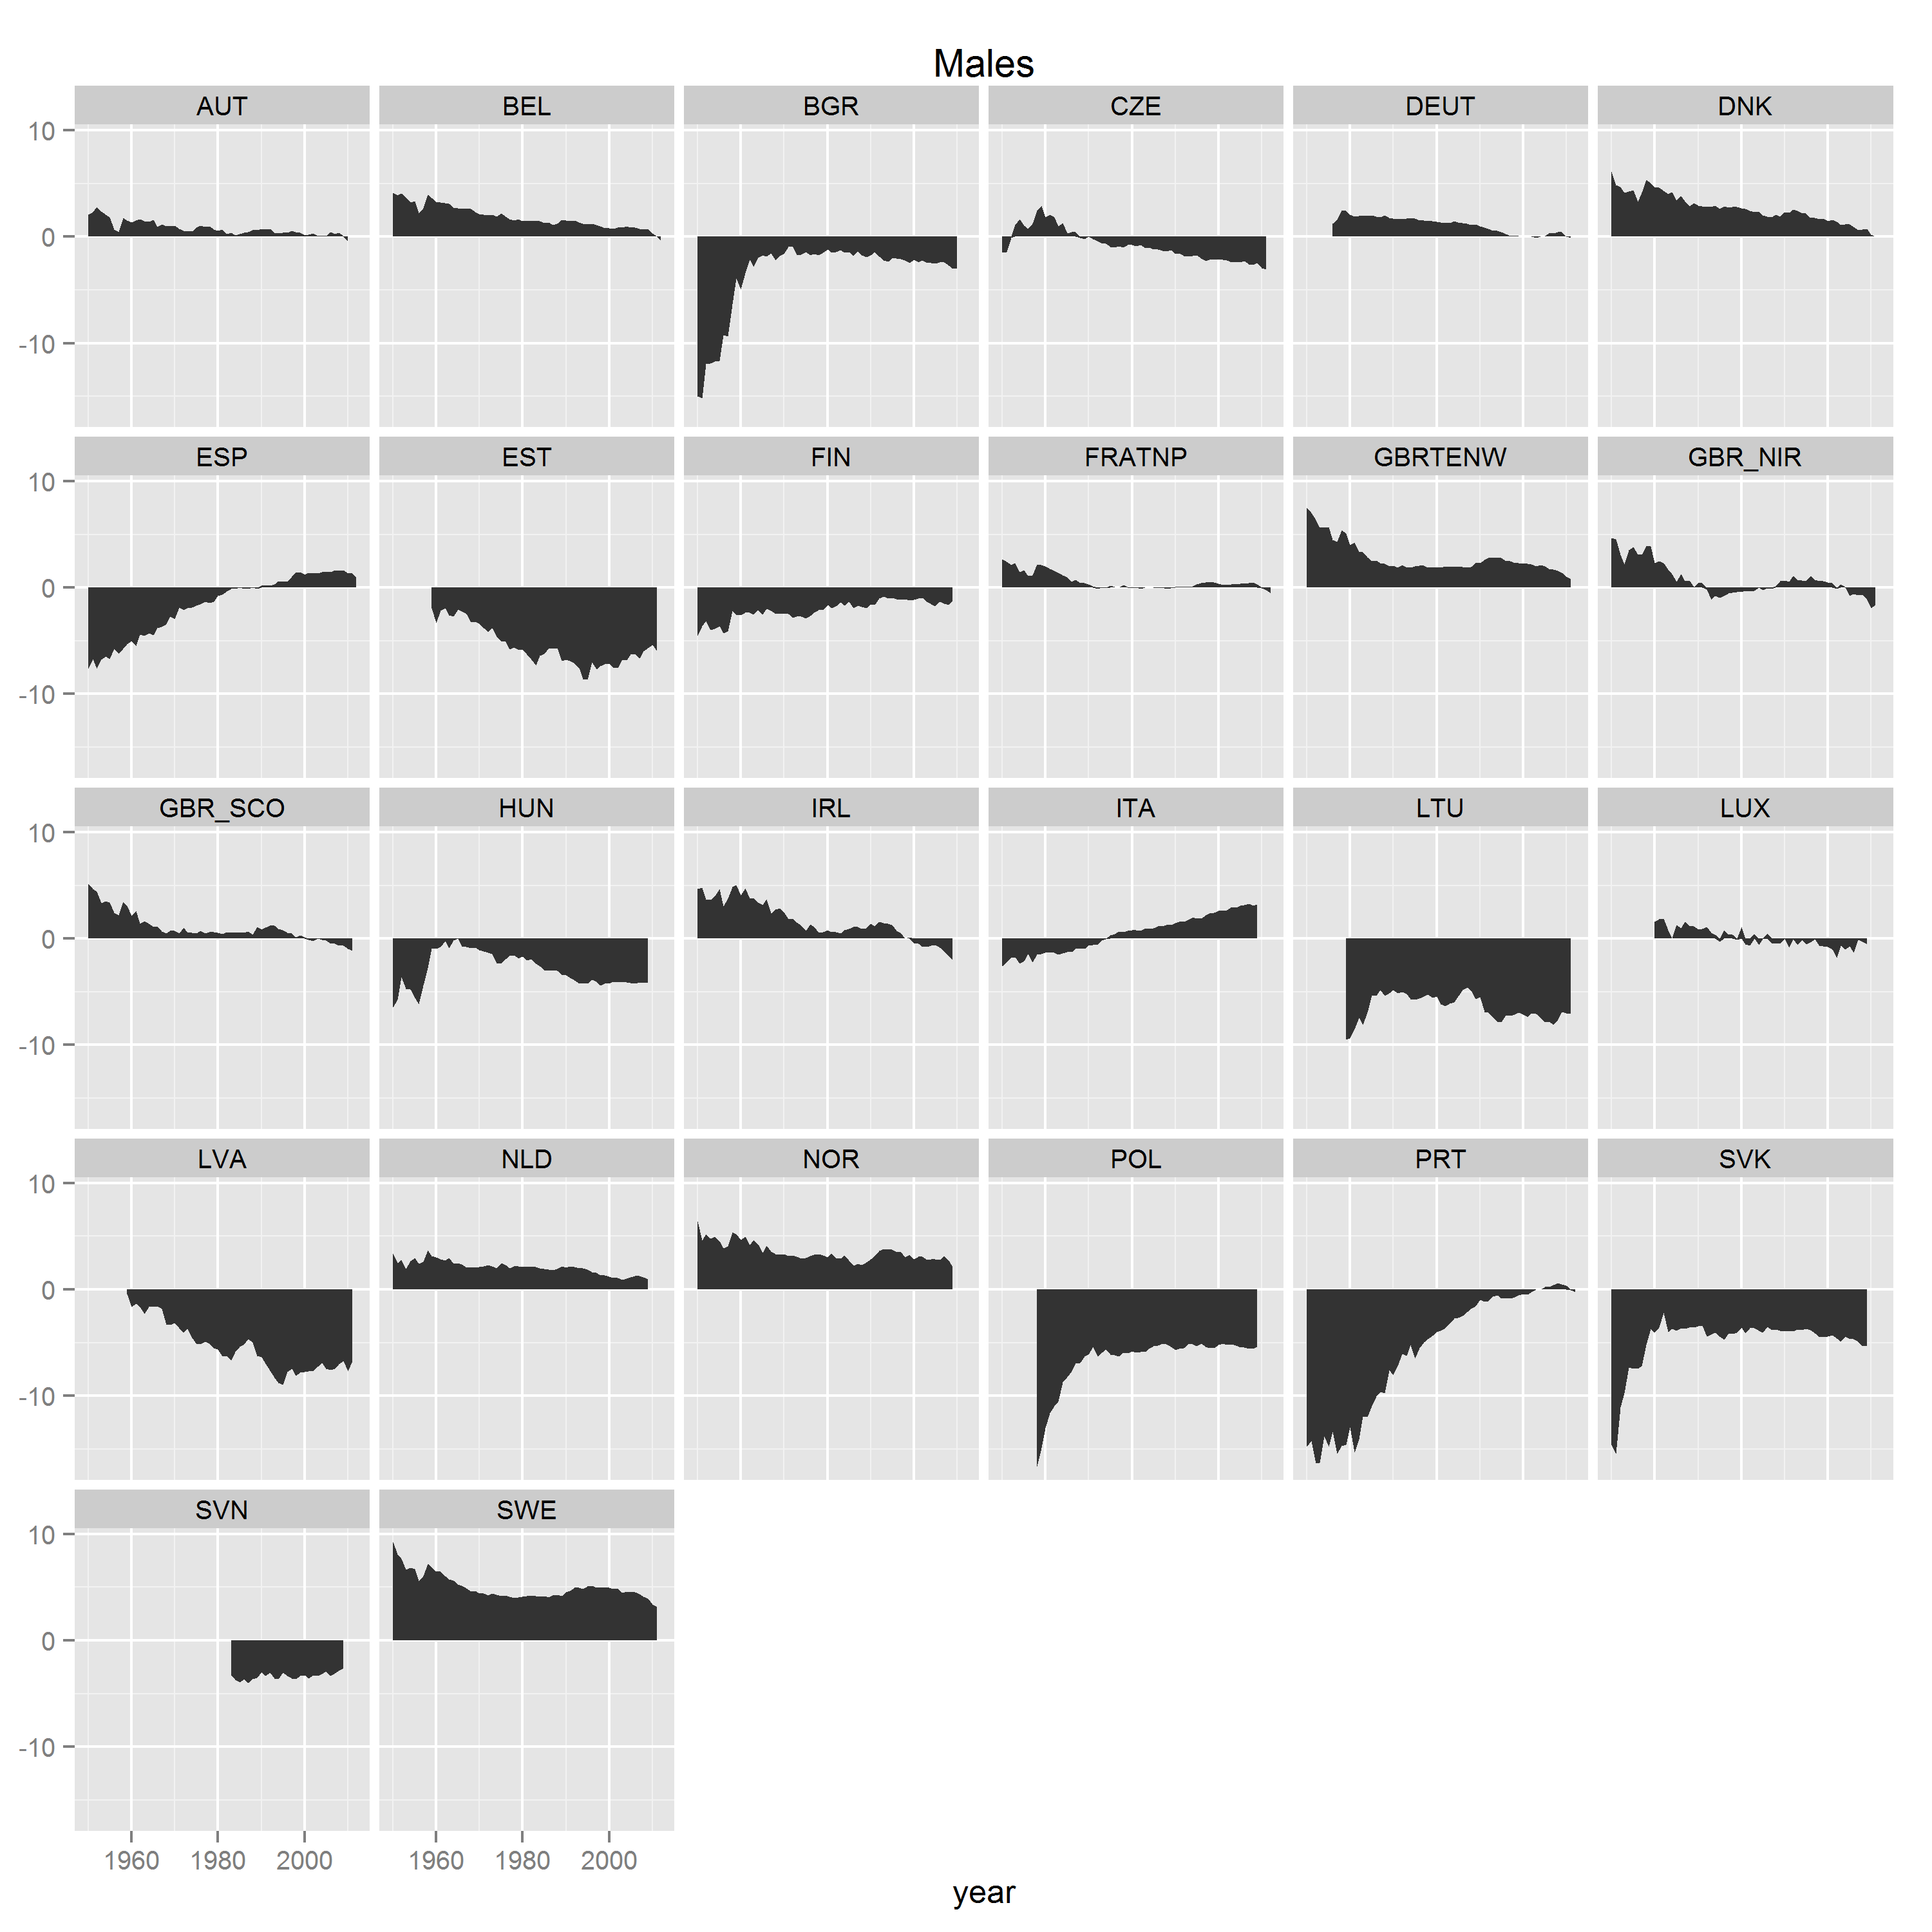 Males
AUT BEL BGR CZE DEUT DNK
10
0
-10
ESP EST FIN FRATNP GBRTENW GBR_NIR
10
0
-10
GBR_SCO HUN IRL ITA LTU LUX
10
0
-10
LVA NLD NOR POL PRT SVK
10
0
-10
SVN SWE
10
0
-10
1960 1980 2000 1960 1980 2000
year